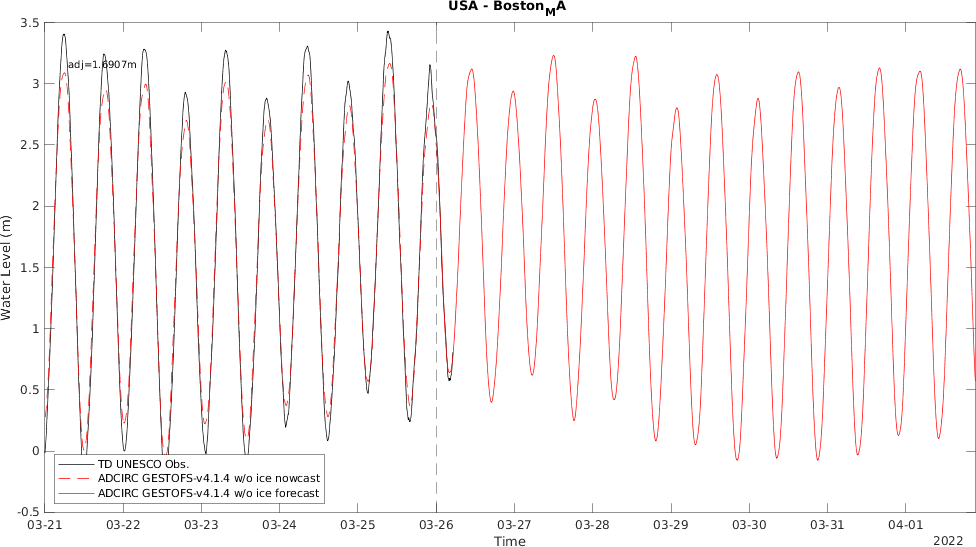 USA - Boston_MA
3.5
adj=1.6907m
3
2.5
2
1.5
1
0.5
0
-0.5
Water Level (m)
TD UNESCO Obs.
ADCIRC GESTOFS-v4.1.4 w/o ice nowcast
ADCIRC GESTOFS-v4.1.4 w/o ice forecast
03-21 03-22 03-23 03-24 03-25 03-26 03-27 03-28 03-29 03-30 03-31 04-01
Time
2022